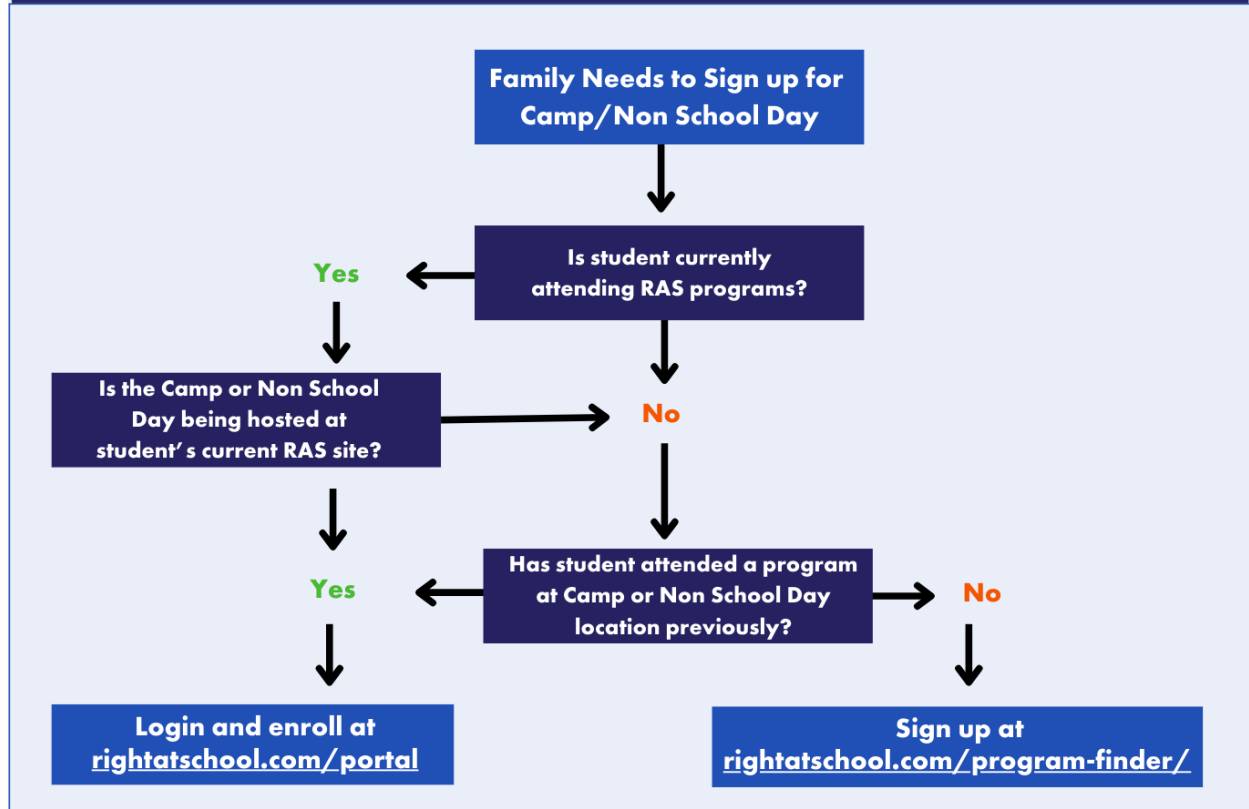 Family Needs to Sign up for
Camp/Non School Day
Is student currently
attending RAS programs?
Yes
Is the Camp or Non School
Day being hosted at
student's current RAS site?
No
Has student attended a program
at Camp or Non School Day
location previously?
Yes
No
Login and enroll at
rightatschool.com/portal
Sign up at
rightatschool.com/program-finder/